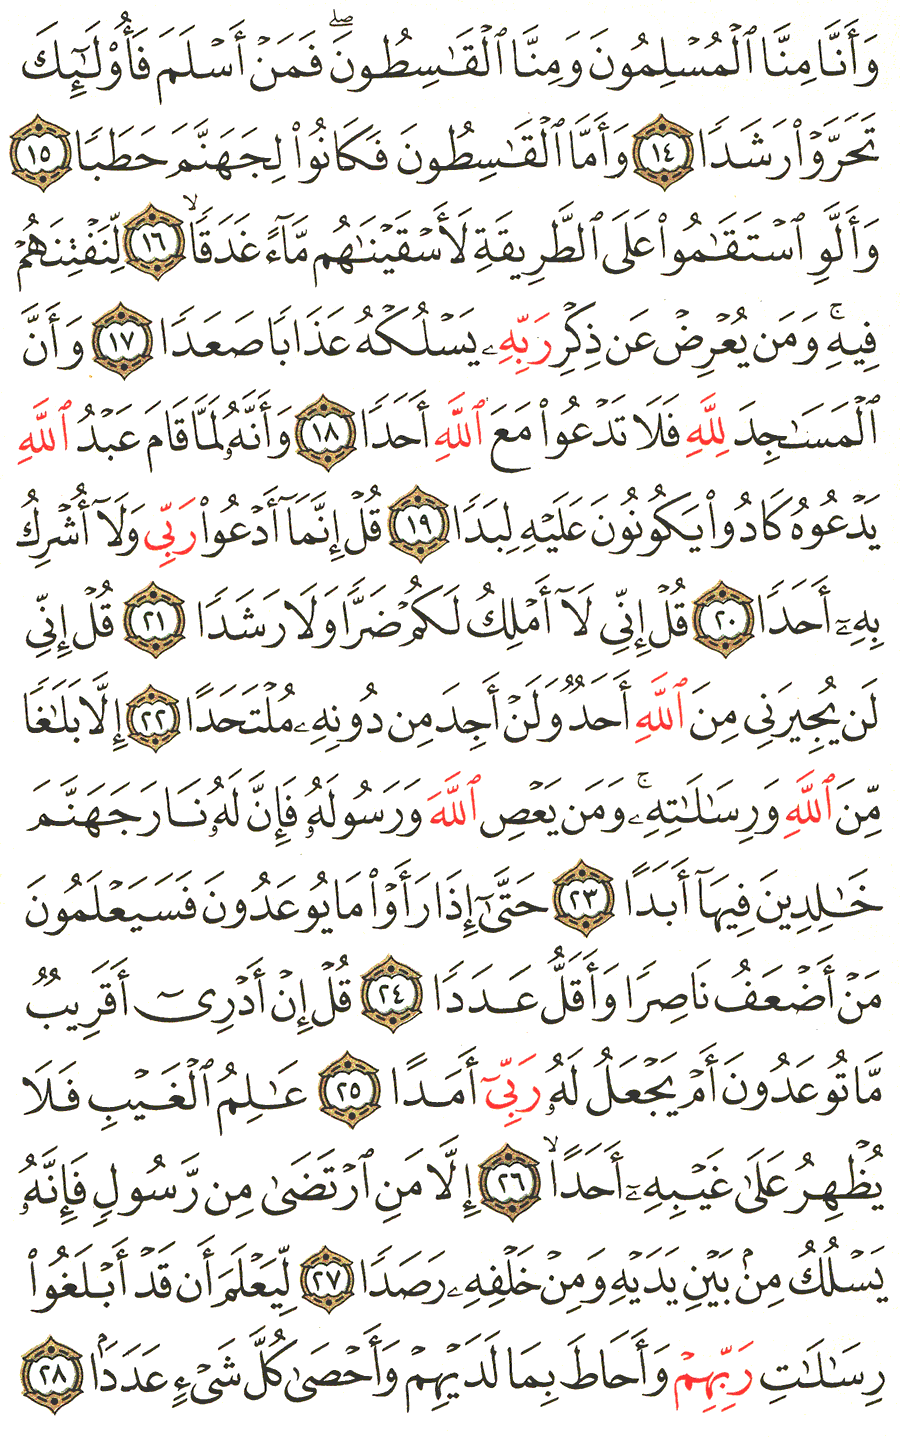 وَأَنَّا مِنَّا ٱلْمُسْلِمُونَ وَمِنَّا ٱلْقَٰسِطُونَ ۖ فَمَنْ أَسْلَمَ فَأُو۟لَٰٓئِكَ
تَحَرَّوْا۟ رَشَدًا ١٤ وَأَمَّا ٱلْقَٰسِطُونَ فَكَانُوا۟ لِجَهَنَّمَ حَطَبًا ١٥
وَأَلَّوِ ٱسْتَقَٰمُوا۟ عَلَى ٱلطَّرِيقَةِ لَأَسْقَيْنَٰهُم مَّآءً غَدَقًا ۙ ١٦ لِّنَفْتِنَهُمْ
فِيهِ ۚ وَمَن يُعْرِضْ عَن ذِكْرِ رَبِّهِۦ يَسْلُكْهُ عَذَابًا صَعَدًا ١٧ وَأَنَّ
ٱلْمَسَٰجِدَ لِلَّهِ فَلَا تَدْعُوا۟ مَعَ ٱللَّهِ أَحَدًا ١٨ وَأَنَّهُۥ لَمَّا قَامَ عَبْدُ ٱللَّهِ
يَدْعُوهُ كَادُوا۟ يَكُونُونَ عَلَيْهِ لِبَدًا ١٩ قُلْ إِنَّمَآ أَدْعُوا۟ رَبِّى وَلَآ أُشْرِكُ
بِهِۦٓ أَحَدًا ٢٠ قُلْ إِنِّى لَآ أَمْلِكُ لَكُمْ ضَرًّا وَلَا رَشَدًا ٢١ قُلْ إِنِّى
لَن يُجِيرَنِى مِنَ ٱللَّهِ أَحَدٌ وَلَنْ أَجِدَ مِن دُونِهِۦ مُلْتَحَدًا ٢٢ إِلَّا بَلَٰغًا
مِّنَ ٱللَّهِ وَرِسَٰلَٰتِهِۦ ۚ وَمَن يَعْصِ ٱللَّهَ وَرَسُولَهُۥ فَإِنَّ لَهُۥ نَارَ جَهَنَّمَ
خَٰلِدِينَ فِيهَآ أَبَدًا ٢٣ حَتَّىٰٓ إِذَا رَأَوْا۟ مَا يُوعَدُونَ فَسَيَعْلَمُونَ
مَنْ أَضْعَفُ نَاصِرًا وَأَقَلُّ عَدَدًا ٢٤ قُلْ إِنْ أَدْرِىٓ أَقَرِيبٌ
مَّا تُوعَدُونَ أَمْ يَجْعَلُ لَهُۥ رَبِّىٓ أَمَدًا ٢٥ عَٰلِمُ ٱلْغَيْبِ فَلَا
يُظْهِرُ عَلَىٰ غَيْبِهِۦٓ أَحَدًا ۙ ٢٦ إِلَّا مَنِ ٱرْتَضَىٰ مِن رَّسُولٍ فَإِنَّهُۥ
يَسْلُكُ مِنۢ بَيْنِ يَدَيْهِ وَمِنْ خَلْفِهِۦ رَصَدًا ٢٧ لِّيَعْلَمَ أَن قَدْ أَبْلَغُوا۟
رِسَٰلَٰتِ رَبِّهِمْ وَأَحَاطَ بِمَا لَدَيْهِمْ وَأَحْصَىٰ كُلَّ شَىْءٍ عَدَدًۢا ٢٨